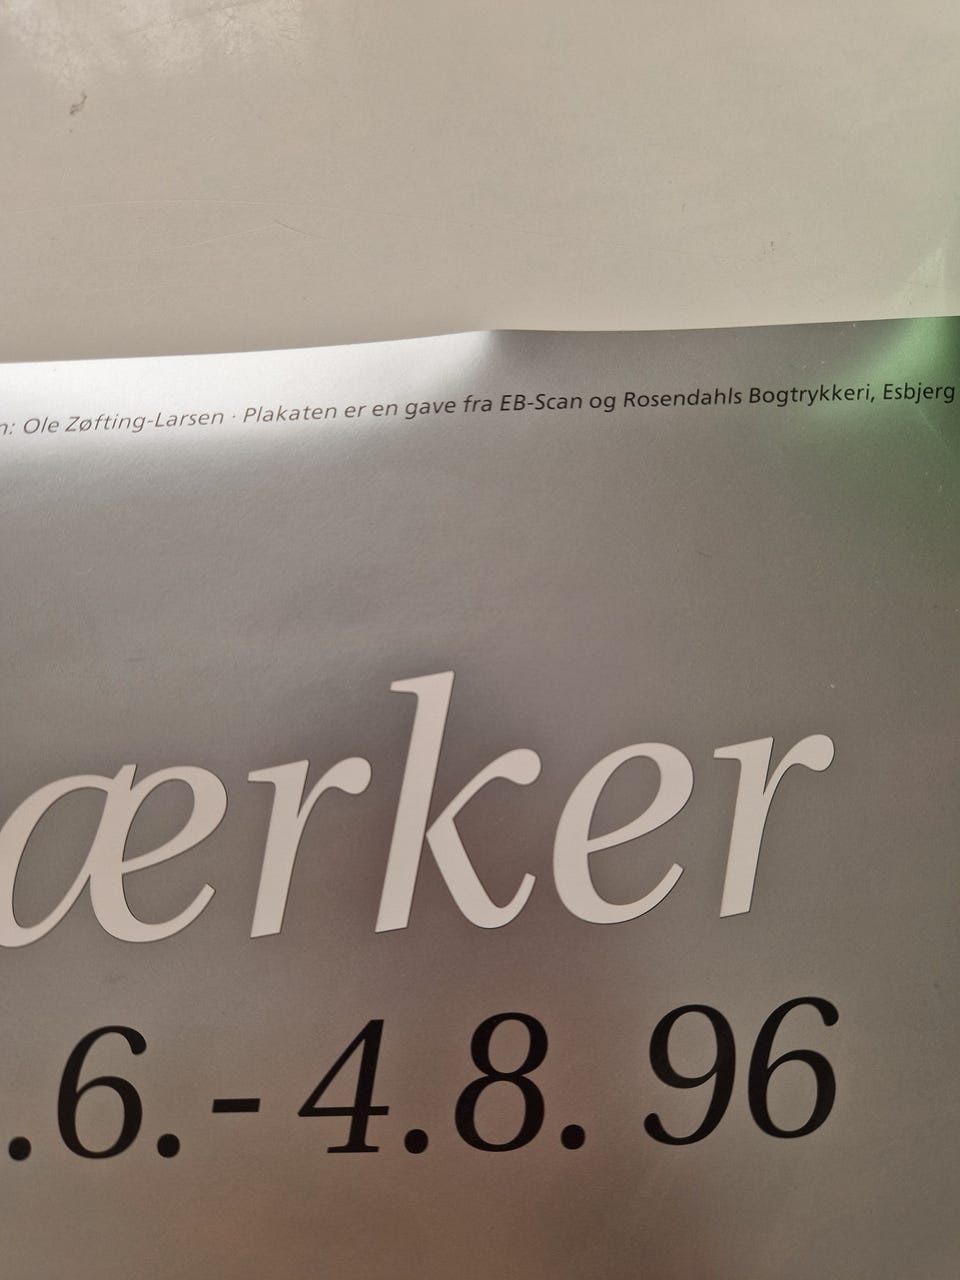 n: Ole Zøfting-Larsen · Plakaten er en gave fra EB-Scan og Rosendahls Bogtrykkeri, Esbjerg
ærker
.6.-4.8. 96